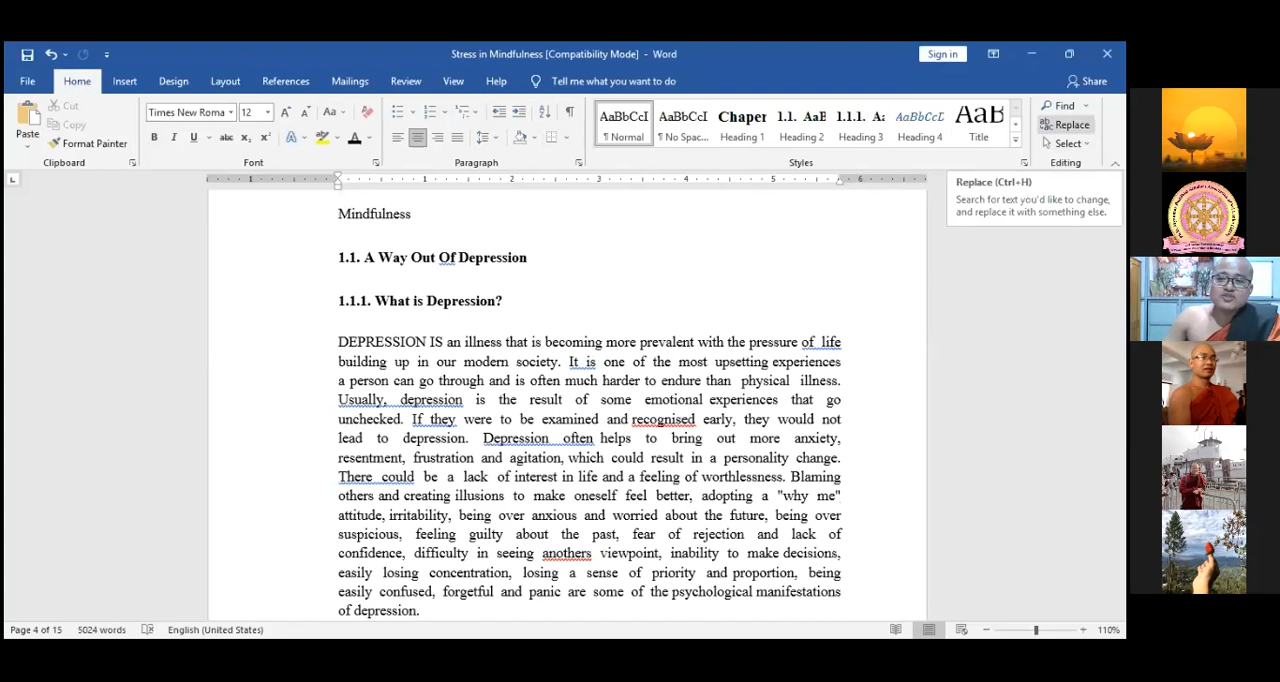 Stress in Mindfulness [Compatibility Mode] - Word
Sign in
File Home Insert Design Layout References Mailings Review View Help Tell me what you want to do Share
Paste
Cut
Copy
Format Painter
Clipboard
Times New Roma 12 Aa
B I U abc x x A A
Font
Paragraph
AaBbCcI AaBbCcI Chaper 1.1. AaB 1.1.1. Aa AaBbCcD AaB
¶ Normal ¶ No Spac... Heading 1 Heading 2 Heading 3 Heading 4 Title
Styles
Find
Replace
Select
Editing
Replace (Ctrl+H)
Search for text you'd like to change,
and replace it with something else.
1 1 2 3 4 5 6
Mindfulness
1.1. A Way Out Of Depression
1.1.1. What is Depression?
DEPRESSION IS an illness that is becoming more prevalent with the pressure of life
building up in our modern society. It is one of the most upsetting experiences
a person can go through and is often much harder to endure than physical illness.
Usually, depression is the result of some emotional experiences that go
unchecked. If they were to be examined and recognised early, they would not
lead to depression. Depression often helps to bring out more anxiety,
resentment, frustration and agitation, which could result in a personality change.
There could be a lack of interest in life and a feeling of worthlessness. Blaming
others and creating illusions to make oneself feel better, adopting a "why me"
attitude, irritability, being over anxious and worried about the future, being over
suspicious, feeling guilty about the past, fear of rejection and lack of
confidence, difficulty in seeing anothers viewpoint, inability to make decisions,
easily losing concentration, losing a sense of priority and proportion, being
easily confused, forgetful and panic are some of the psychological manifestations
of depression.
Page 4 of 15 5024 words English (United States) 110%